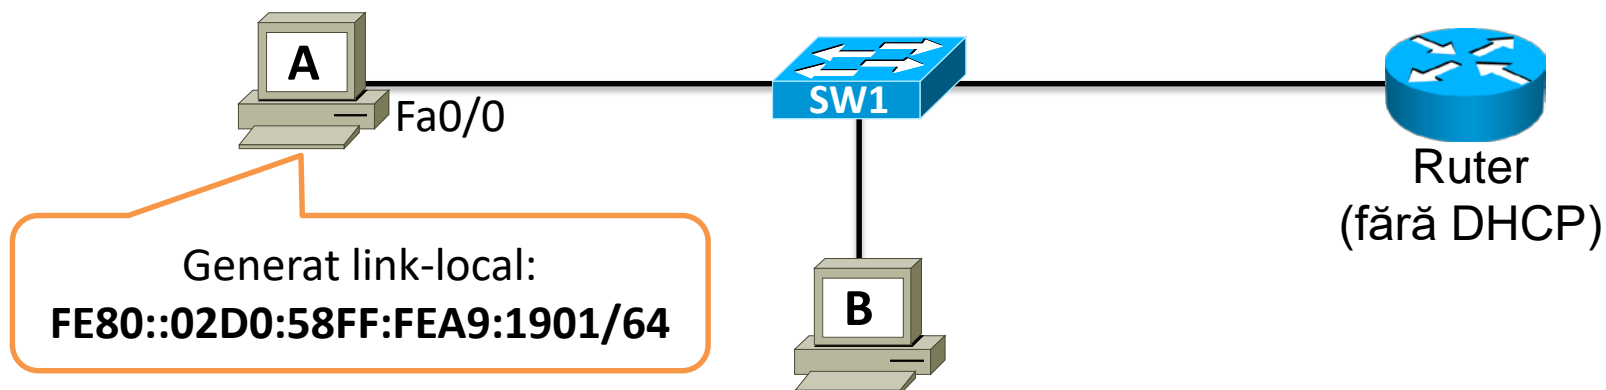 A
Fa0/0
SW1
Ruter
(fără DHCP)
Generat link-local:
FE80::02D0:58FF:FEA9:1901/64
B